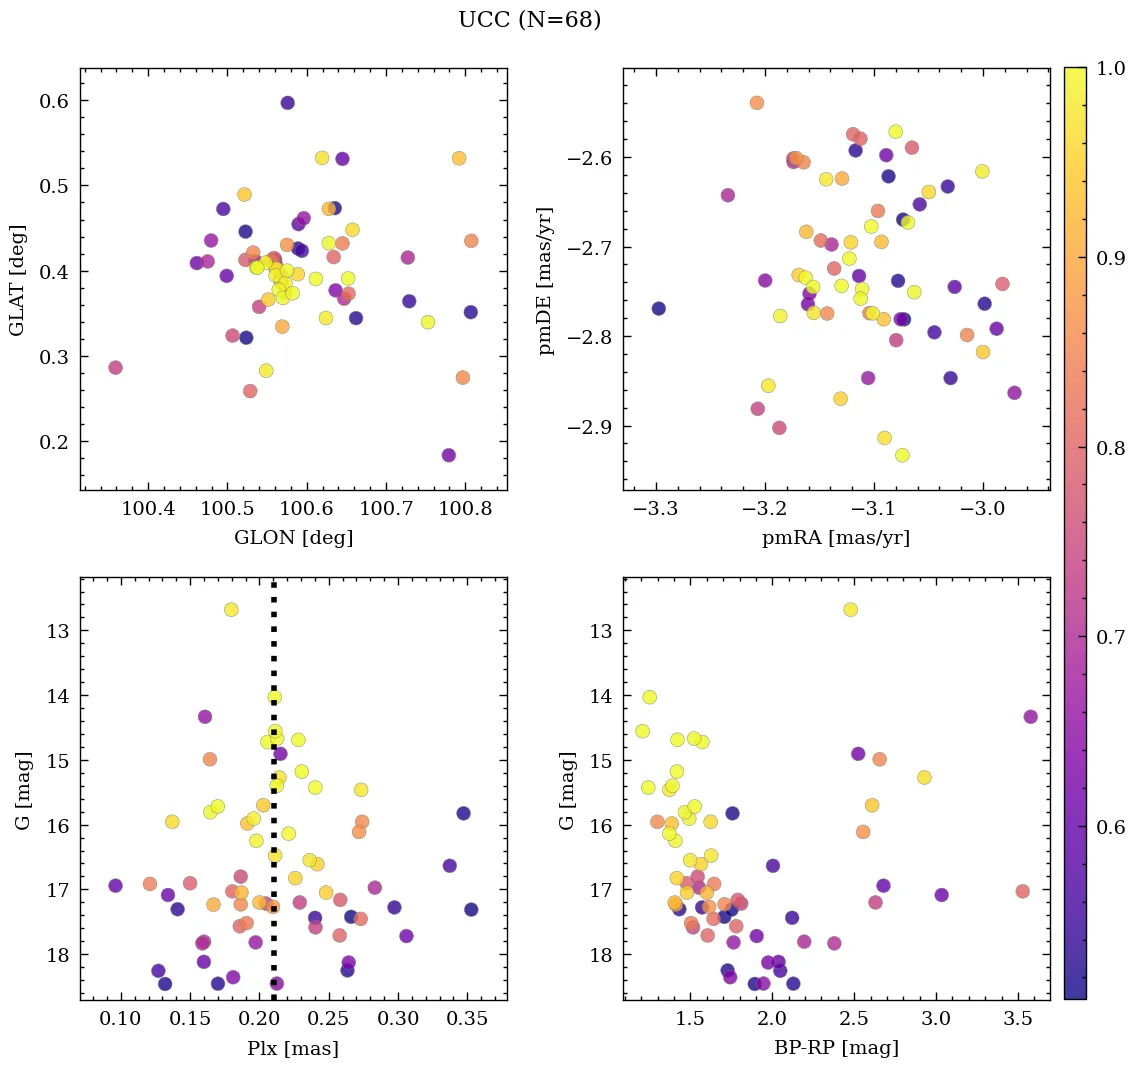 UCC (N=68)
0.6
0.5
0.4
0.3
0.2
GLAT [deg]
100.4 100.5 100.6 100.7 100.8
GLON [deg]
−2.6
−2.7
−2.8
−2.9
pmDE [mas/yr]
−3.3 −3.2 −3.1 −3.0
pmRA [mas/yr]
13
14
15
16
17
18
G [mag]
0.10 0.15 0.20 0.25 0.30 0.35
Plx [mas]
13
14
15
16
17
18
G [mag]
1.5 2.0 2.5 3.0 3.5
BP-RP [mag]
1.0
0.9
0.8
0.7
0.6